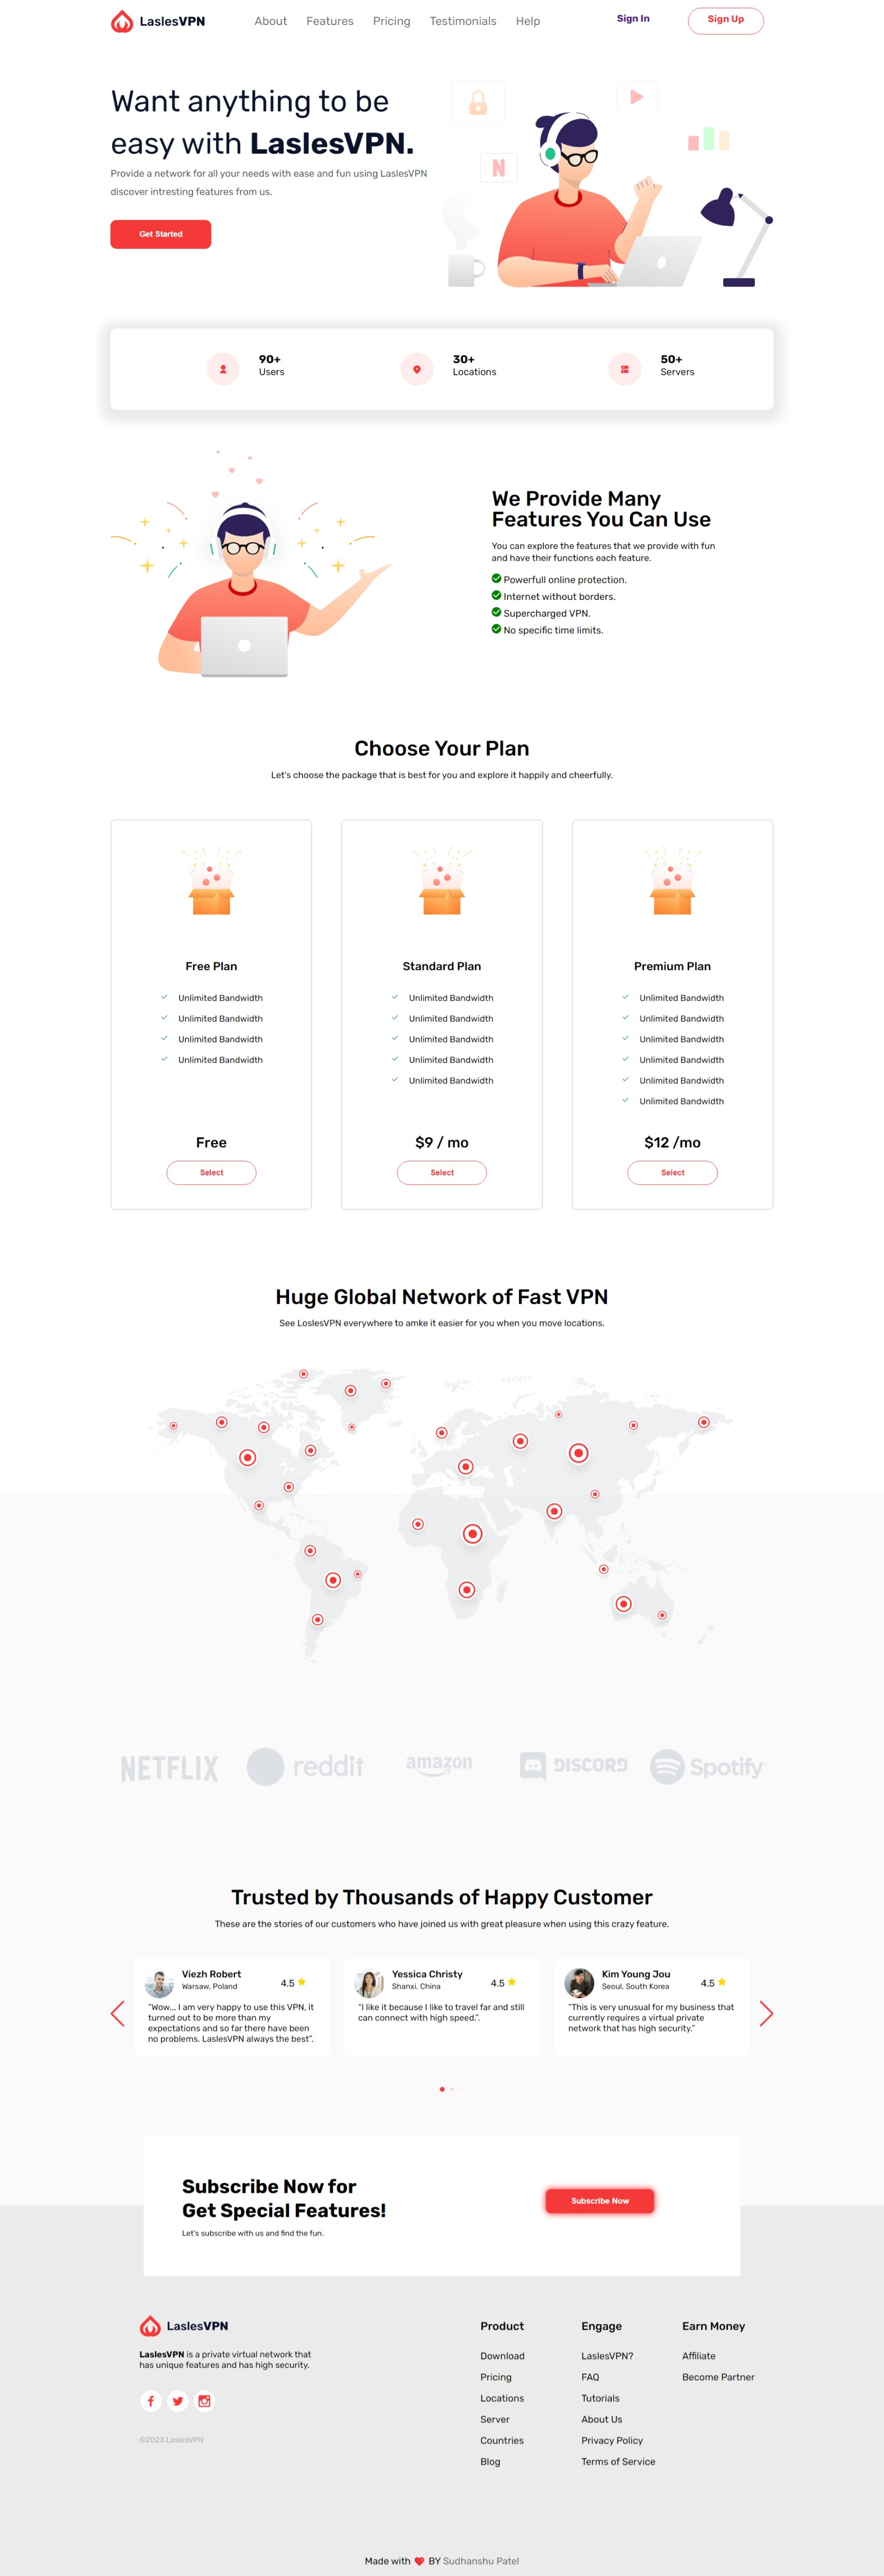 LaslesVPN
About Features Pricing Testimonials Help
Sign In
Sign Up
Want anything to be
easy with LaslesVPN.
Provide a network for all your needs with ease and fun using LaslesVPN
discover intresting features from us.
Get Started
N
90+
Users
30+
Locations
50+
Servers
We Provide Many
Features You Can Use
You can explore the features that we provide with fun
and have their functions each feature.
Powerfull online protection.
Internet without borders.
Supercharged VPN.
No specific time limits.
Choose Your Plan
Let's choose the package that is best for you and explore it happily and cheerfully.
Free Plan
Unlimited Bandwidth
Unlimited Bandwidth
Unlimited Bandwidth
Unlimited Bandwidth
Free
Select
Standard Plan
Unlimited Bandwidth
Unlimited Bandwidth
Unlimited Bandwidth
Unlimited Bandwidth
Unlimited Bandwidth
$9 / mo
Select
Premium Plan
Unlimited Bandwidth
Unlimited Bandwidth
Unlimited Bandwidth
Unlimited Bandwidth
Unlimited Bandwidth
Unlimited Bandwidth
$12 /mo
Select
Huge Global Network of Fast VPN
See LoslesVPN everywhere to amke it easier for you when you move locations.
NETFLIX
reddit
amazon
DISCORD
Spotify
Trusted by Thousands of Happy Customer
These are the stories of our customers who have joined us with great pleasure when using this crazy feature.
Viezh Robert
Warsaw, Poland
4.5
"Wow... I am very happy to use this VPN, it
turned out to be more than my
expectations and so far there have been
no problems. LaslesVPN always the best".
Yessica Christy
Shanxi, China
4.5
"I like it because I like to travel far and still
can connect with high speed.".
Kim Young Jou
Seoul, South Korea
4.5
"This is very unusual for my business that
currently requires a virtual private
network that has high security."
Subscribe Now for
Get Special Features!
Let's subscribe with us and find the fun.
Subscribe Now
LaslesVPN
LaslesVPN is a private virtual network that
has unique features and has high security.
©2023 LaslesVPN
Product
Download
Pricing
Locations
Server
Countries
Blog
Engage
LaslesVPN?
FAQ
Tutorials
About Us
Privacy Policy
Terms of Service
Earn Money
Affiliate
Become Partner
Made with ❤ BY Sudhanshu Patel